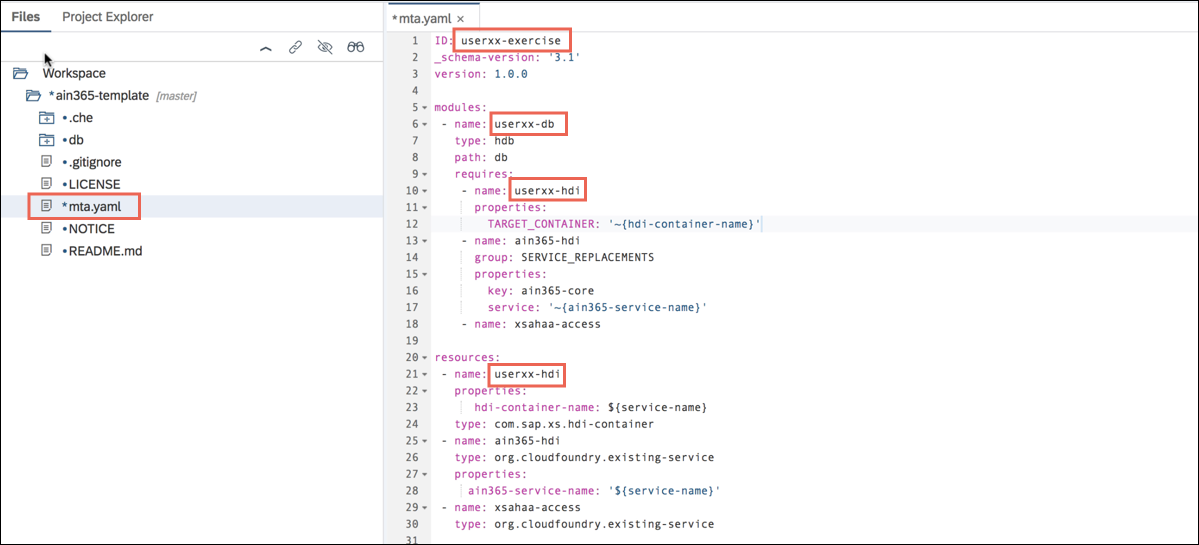 Files Project Explorer
Workspace
*ain365-template [master]
.che
db
.gitignore
LICENSE
*mta.yaml
NOTICE
README.md
*mta.yaml ×
1 ID: userxx-exercise
2 _schema-version: '3.1'
3 version: 1.0.0
4
5 modules:
6 - name: userxx-db
7 type: hdb
8 path: db
9 requires:
10 - name: userxx-hdi
11 properties:
12 TARGET_CONTAINER: '~{hdi-container-name}'
13 - name: ain365-hdi
14 group: SERVICE_REPLACEMENTS
15 properties:
16 key: ain365-core
17 service: '~{ain365-service-name}'
18 - name: xsahaa-access
19
20 resources:
21 - name: userxx-hdi
22 properties:
23 hdi-container-name: ${service-name}
24 type: com.sap.xs.hdi-container
25 - name: ain365-hdi
26 type: org.cloudfoundry.existing-service
27 properties:
28 ain365-service-name: '${service-name}'
29 - name: xsahaa-access
30 type: org.cloudfoundry.existing-service
31